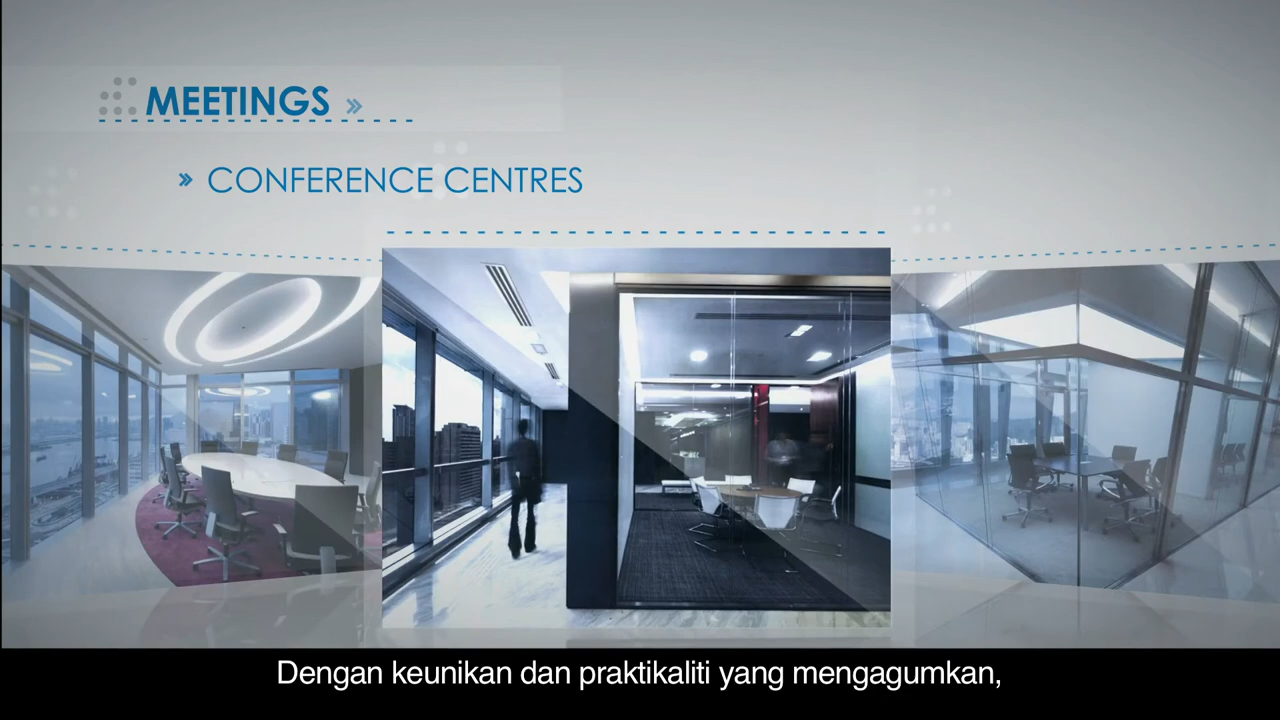 MEETINGS »
» CONFERENCE CENTRES
Dengan keunikan dan praktikaliti yang mengagumkan,